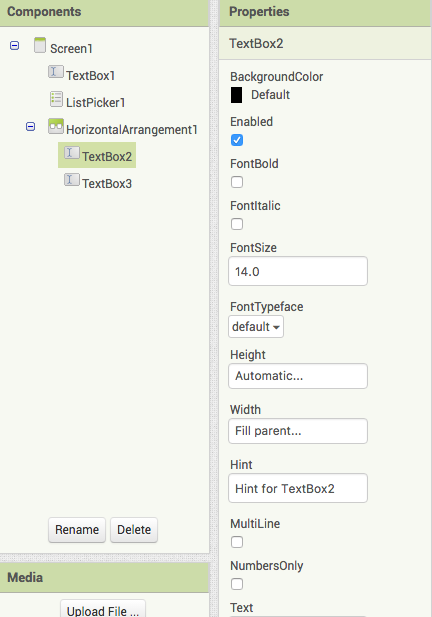 Components
Screen1
TextBox1
ListPicker1
HorizontalArrangement1
TextBox2
TextBox3
Rename Delete
Media
Upload File ...
Properties
TextBox2
BackgroundColor
Default
Enabled
FontBold
FontItalic
FontSize
14.0
FontTypeface
default
Height
Automatic...
Width
Fill parent...
Hint
Hint for TextBox2
MultiLine
NumbersOnly
Text